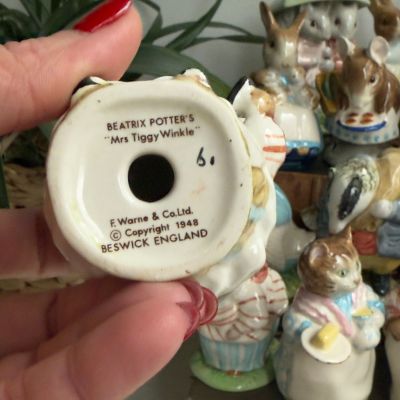 BEATRIX POTTER'S
"Mrs Tiggy Winkle"
6.
F. Warne & Co. Ltd.
© Copyright 1948
BESWICK ENGLAND